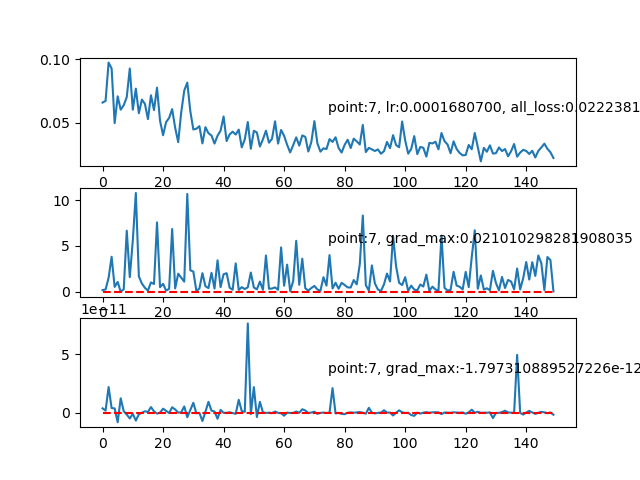 0.10
0.05
point:7, lr:0.0001680700, all_loss:0.0222381
0 20 40 60 80 100 120 140
10
5
0
point:7, grad_max:0.021010298281908035
0 20 40 60 80 100 120 140
1e−11
5
0
point:7, grad_max:-1.797310889527226e-12
0 20 40 60 80 100 120 140